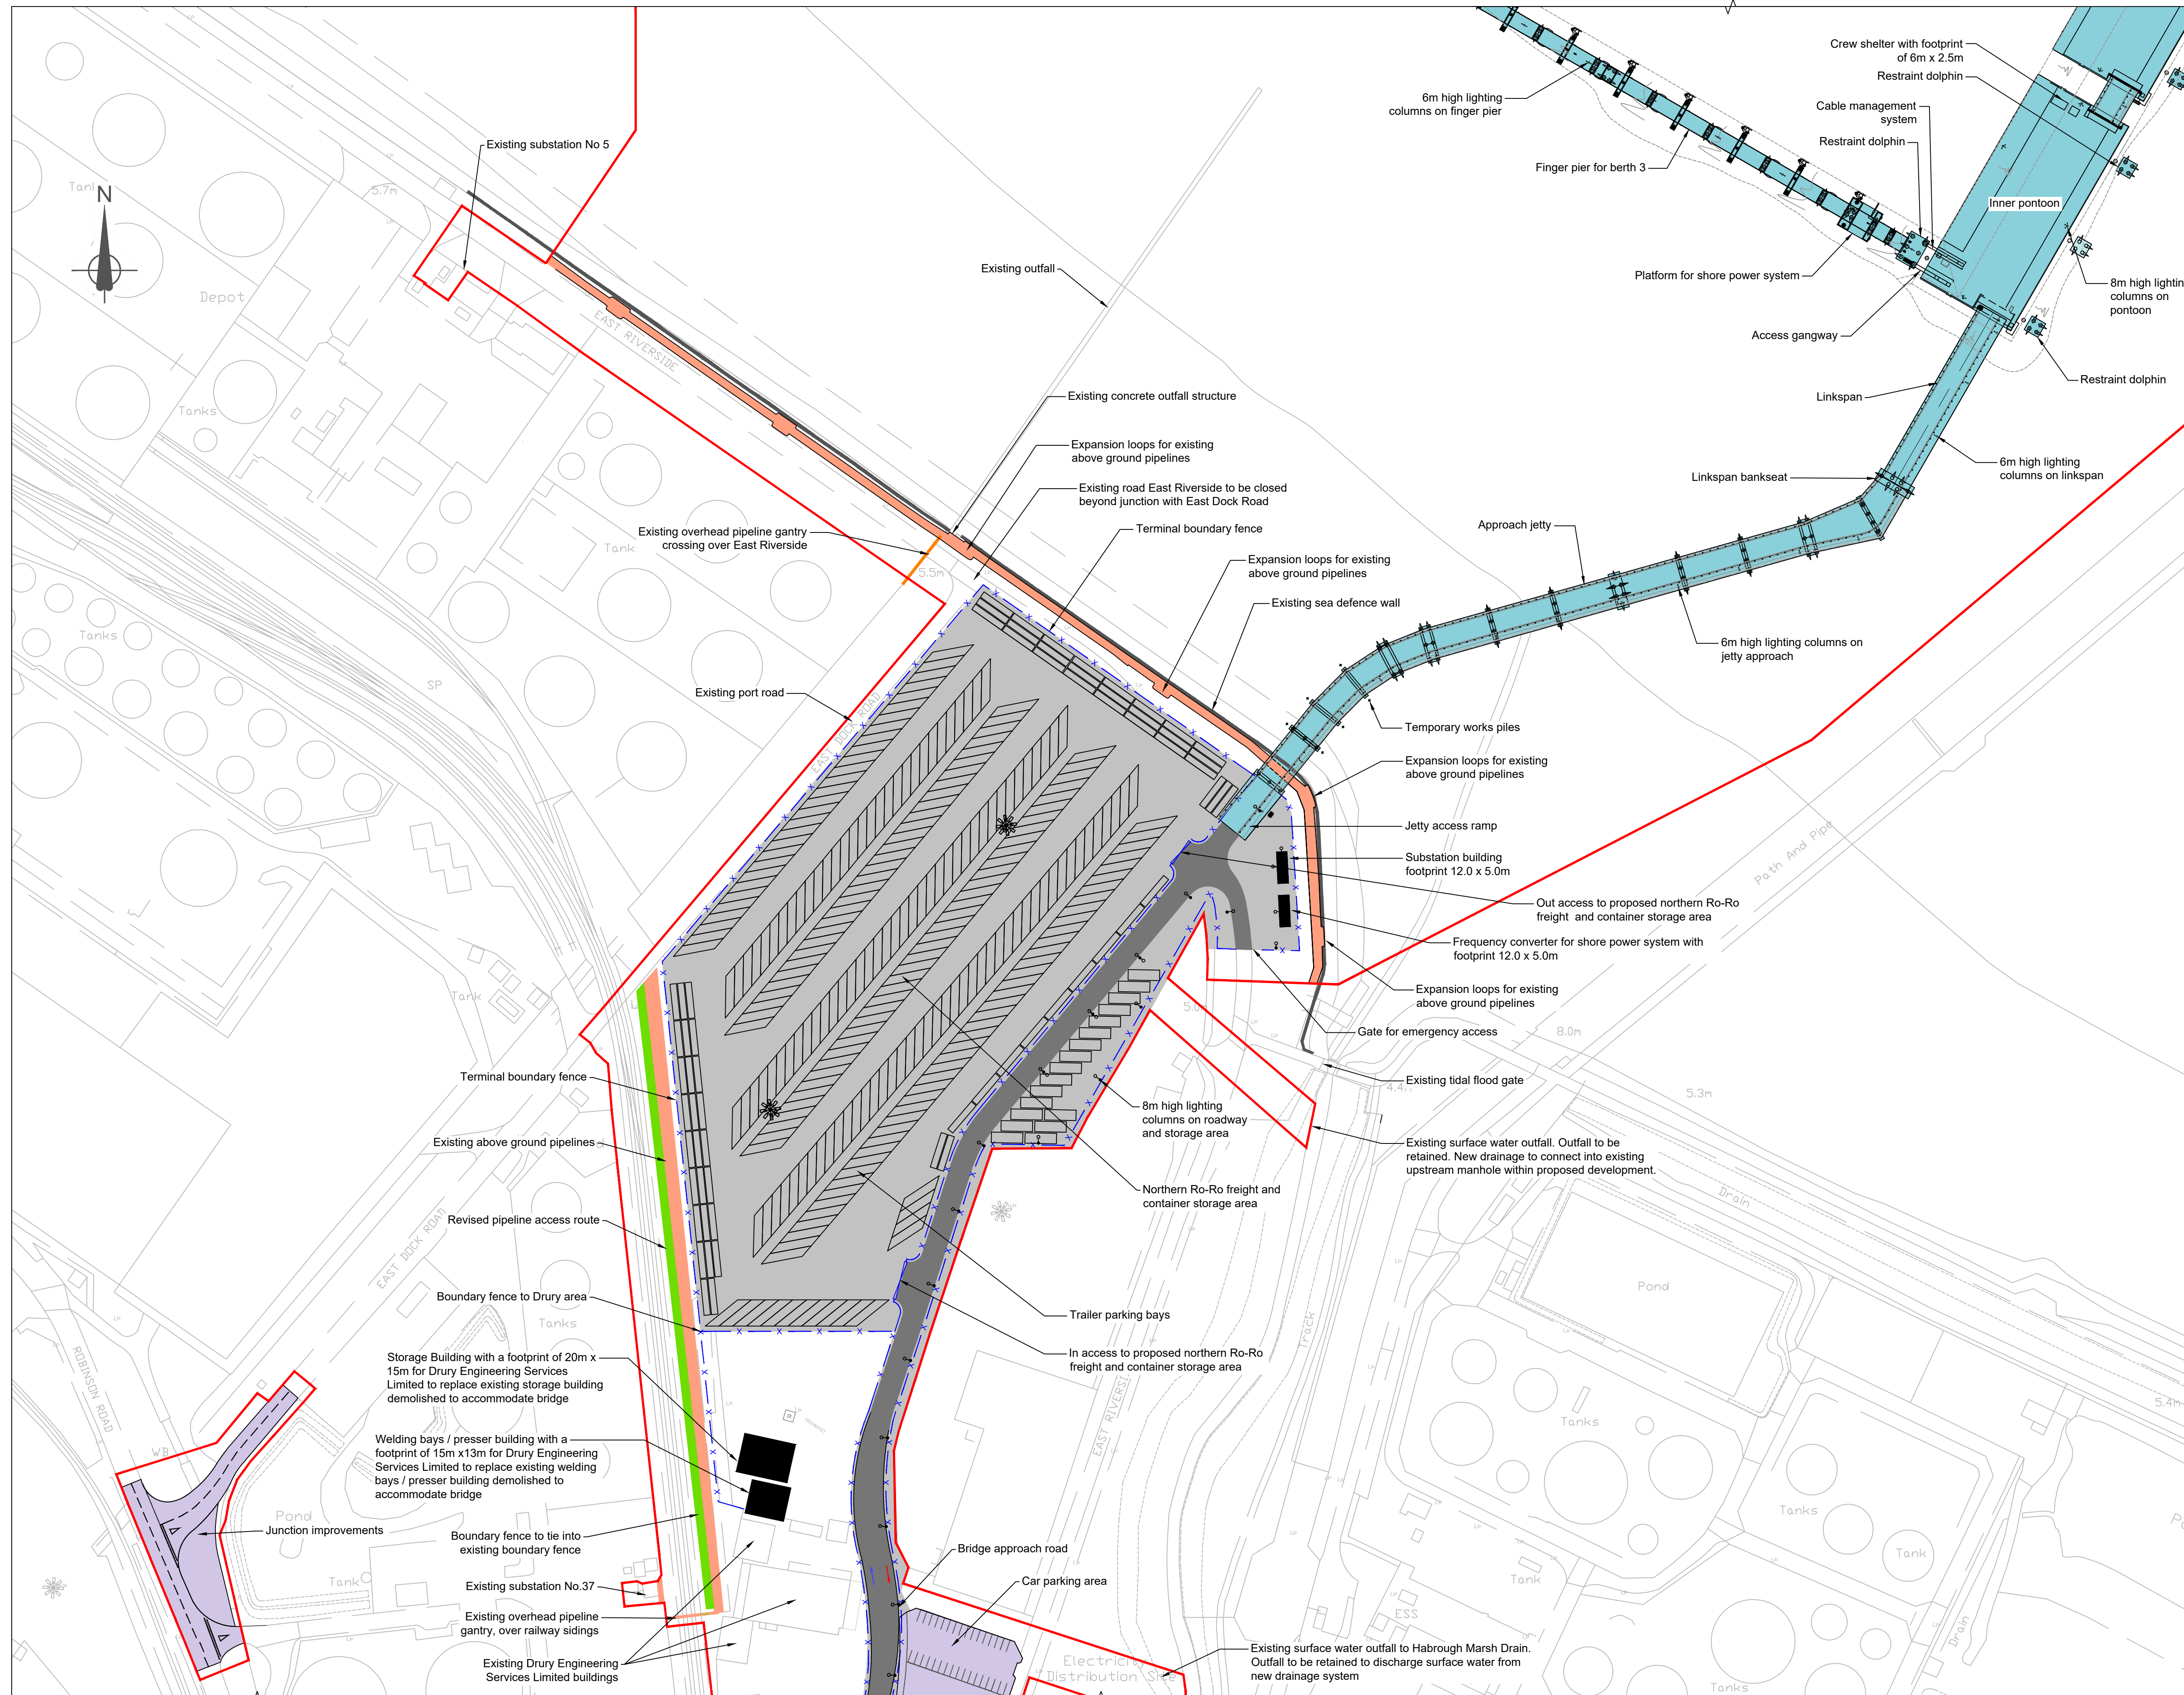 Crew shelter with footprint
of 6m x 2.5m
Restraint dolphin
Cable management
system
Restraint dolphin
6m high lighting
columns on finger pier
Finger pier for berth 3
Inner pontoon
Platform for shore power system
8m high lightin
columns on
pontoon
Access gangway
Restraint dolphin
Linkspan
6m high lighting
columns on linkspan
Linkspan bankseat
Approach jetty
6m high lighting columns on
jetty approach
Existing substation No 5
N
5.7m
Depot
Tanks
EAST RIVERSIDE
Existing outfall
Existing concrete outfall structure
Expansion loops for existing
above ground pipelines
Existing road East Riverside to be closed
beyond junction with East Dock Road
Existing overhead pipeline gantry
crossing over East Riverside
Terminal boundary fence
Tank
5.5m
Expansion loops for existing
above ground pipelines
Existing sea defence wall
Tanks
SP
Existing port road
EAST DOCK ROAD
Temporary works piles
Expansion loops for existing
above ground pipelines
Jetty access ramp
Substation building
footprint 12.0 x 5.0m
Path And Pipe
Out access to proposed northern Ro-Ro
freight and container storage area
Frequency converter for shore power system with
footprint 12.0 x 5.0m
Expansion loops for existing
above ground pipelines
Tank
Gate for emergency access
8.0m
Terminal boundary fence
Existing tidal flood gate
5.3m
8m high lighting
columns on roadway
and storage area
Existing above ground pipelines
Existing surface water outfall. Outfall to be
retained. New drainage to connect into existing
upstream manhole within proposed development.
Northern Ro-Ro freight and
container storage area
Drain
Revised pipeline access route
EAST DOCK ROAD
Tanks
Boundary fence to Drury area
Pond
Trailer parking bays
Tanks
Track
ROBINSON ROAD
Storage Building with a footprint of 20m x
15m for Drury Engineering Services
Limited to replace existing storage building
demolished to accommodate bridge
In access to proposed northern Ro-Ro
freight and container storage area
5.4m
Tanks
WB
Welding bays / presser building with a
footprint of 15m x13m for Drury Engineering
Services Limited to replace existing welding
bays / presser building demolished to
accommodate bridge
Pond
Junction improvements
Boundary fence to tie into
existing boundary fence
Tanks
Tank
Bridge approach road
Tank
Existing substation No.37
Car parking area
Tank
Existing overhead pipeline
gantry, over railway sidings
ESS
Drain
Existing Drury Engineering
Services Limited buildings
Electricity
Distribution Site
Existing surface water outfall to Habrough Marsh Drain.
Outfall to be retained to discharge surface water from
new drainage system
Tanks